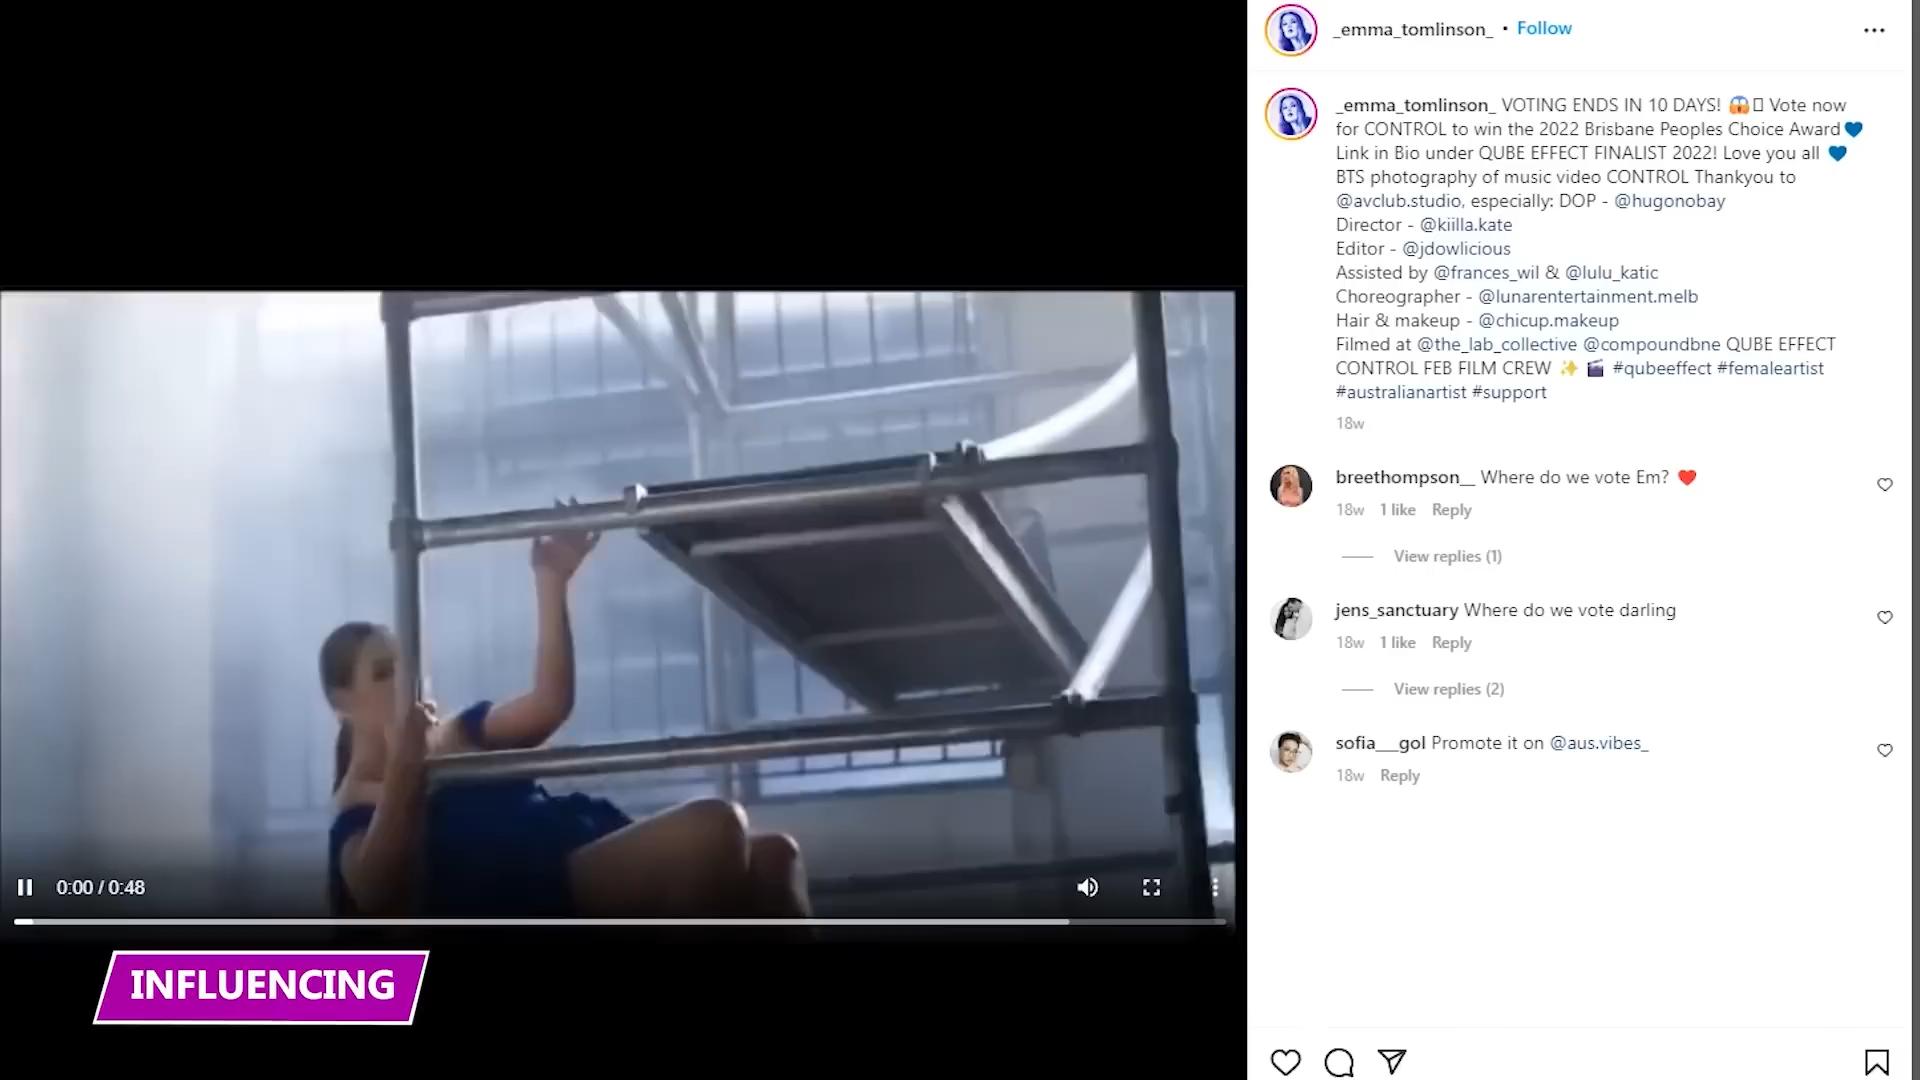 _emma_tomlinson_ • Follow
_emma_tomlinson_ VOTING ENDS IN 10 DAYS! 😱 Vote now
for CONTROL to win the 2022 Brisbane Peoples Choice Award💙
Link in Bio under QUBE EFFECT FINALIST 2022! Love you all 💙
BTS photography of music video CONTROL Thankyou to
@avclub.studio, especially: DOP - @hugonobay
Director - @kiilla.kate
Editor - @jdowlicious
Assisted by @frances_wil & @lulu_katic
Choreographer - @lunarentertainment.melb
Hair & makeup - @chicup.makeup
Filmed at @the_lab_collective @compoundbne QUBE EFFECT
CONTROL FEB FILM CREW ✨ 🎬 #qubeeffect #femaleartist
#australianartist #support
18w
breethompson__ Where do we vote Em? ❤️
18w 1 like Reply
View replies (1)
jens_sanctuary Where do we vote darling
18w 1 like Reply
View replies (2)
sofia___gol Promote it on @aus.vibes_
18w Reply
0:00 / 0:48
INFLUENCING